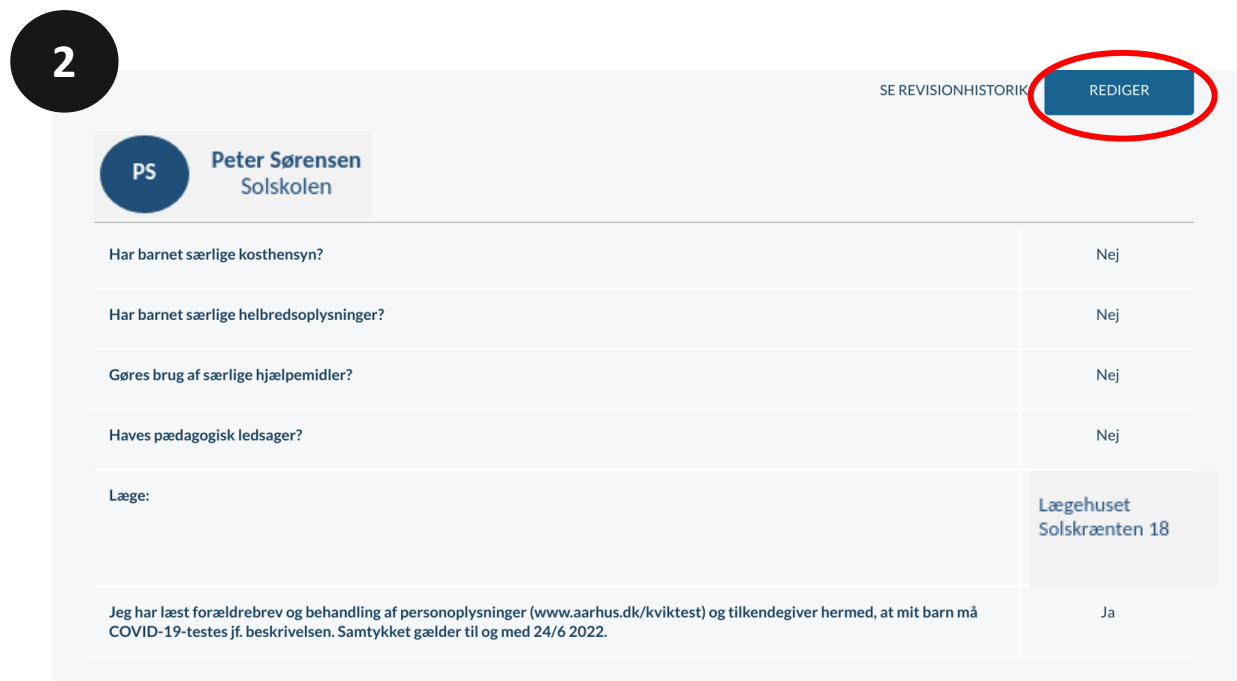 2
SE REVISIONHISTORIK
REDIGER
PS
Peter Sørensen
Solskolen
Har barnet særlige kosthensyn?
Nej
Har barnet særlige helbredsoplysninger?
Nej
Gøres brug af særlige hjælpemidler?
Nej
Haves pædagogisk ledsager?
Nej
Læge:
Lægehuset
Solskrænten 18
Jeg har læst forældrebrev og behandling af personoplysninger (www.aarhus.dk/kviktest) og tilkendegiver hermed, at mit barn må
COVID-19-testes jf. beskrivelsen. Samtykket gælder til og med 24/6 2022.
Ja